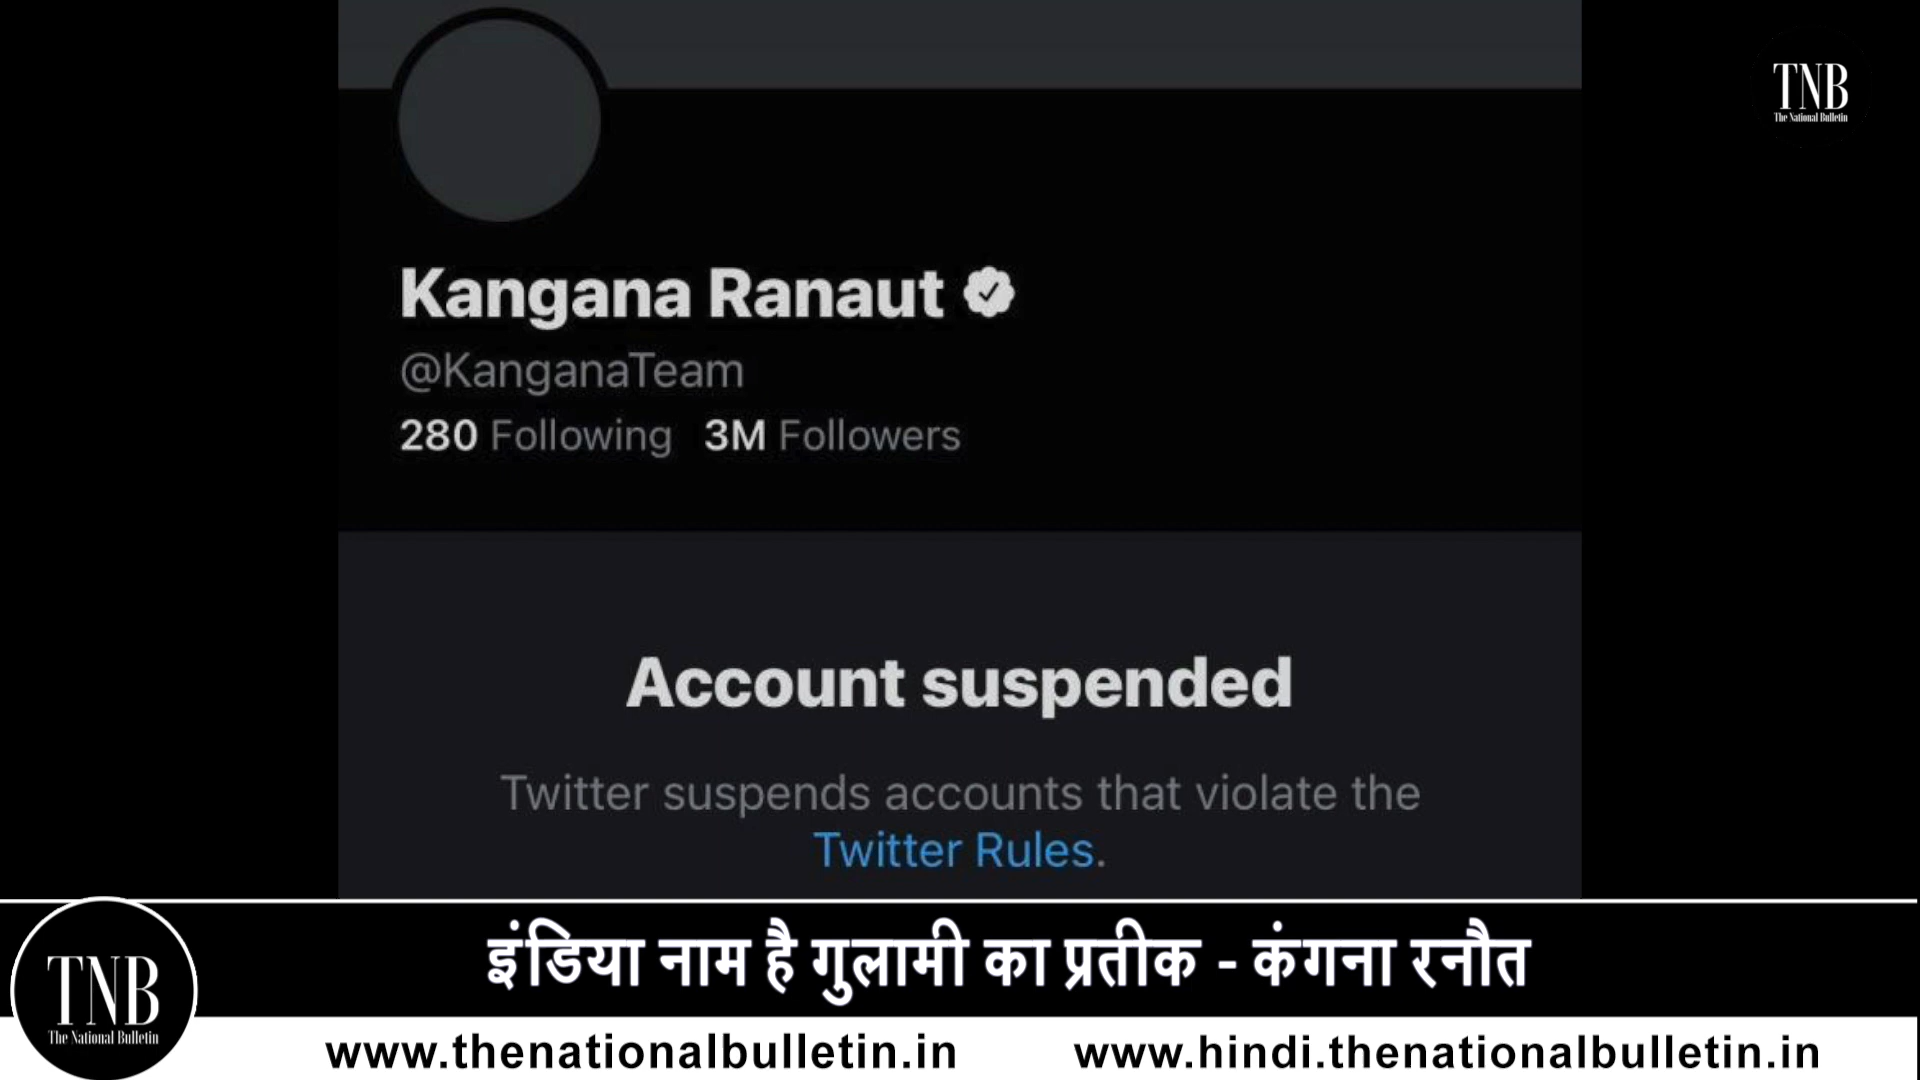 TNB
The National Bulletin
Kangana Ranaut
@KanganaTeam
280 Following 3M Followers
Account suspended
Twitter suspends accounts that violate the
Twitter Rules.
इंडिया नाम है गुलामी का प्रतीक - कंगना रनौत
TNB
The National Bulletin
www.thenationalbulletin.in www.hindi.thenationalbulletin.in